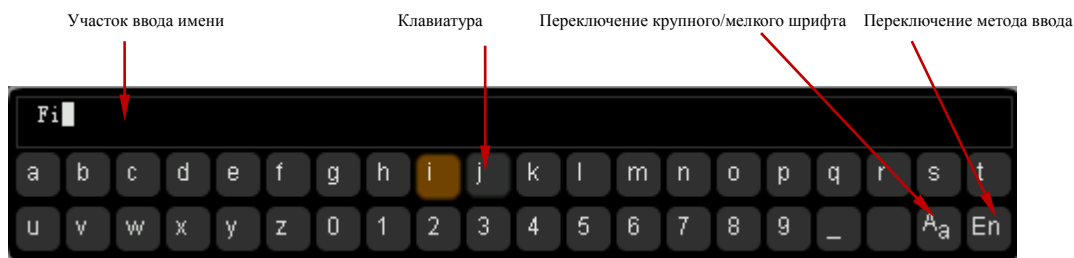 Участок ввода имени Клавиатура Переключение крупного/мелкого шрифта Переключение метода ввода
Fi
a b c d e f g h i j k l m n o p q r s t
u v w x y z 0 1 2 3 4 5 6 7 8 9 _ Aa En